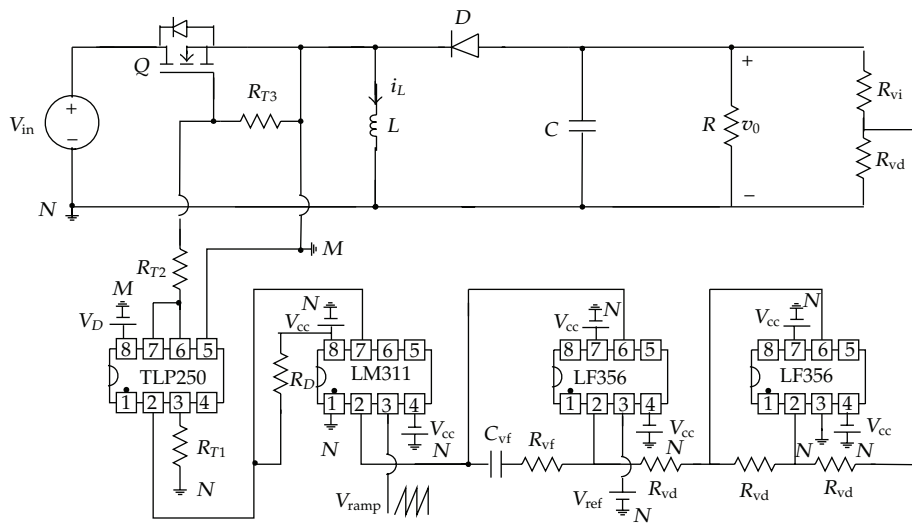 D
Q
i_L
+
R_T3
R_vi
V_in
+
−
L
C
R
v_0
R_vd
N
−
M
R_T2
M
V_D
N
V_cc
N
V_cc
N
V_cc
8 7 6 5
8 7 6 5
8 7 6 5
8 7 6 5
TLP250
R_D
LM311
LF356
LF356
1 2 3 4
1 2 3 4
1 2 3 4
1 2 3 4
R_T1
N
V_cc
N
C_vf
R_vf
V_cc
N
V_cc
N
N
N
V_ramp
V_ref
R_vd
R_vd
R_vd
N